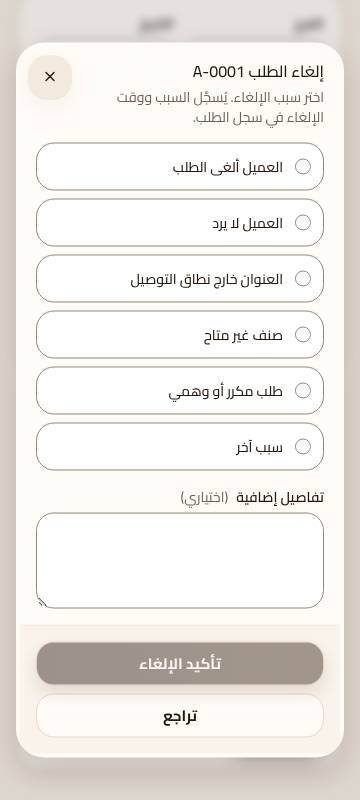 إلغاء الطلب A-0001
×
اختر سبب الإلغاء. يُسجَّل السبب ووقت
الإلغاء في سجل الطلب.
العميل ألغى الطلب
العميل لا يرد
العنوان خارج نطاق التوصيل
صنف غير متاح
طلب مكرر أو وهمي
سبب آخر
تفاصيل إضافية (اختياري)
تأكيد الإلغاء
تراجع